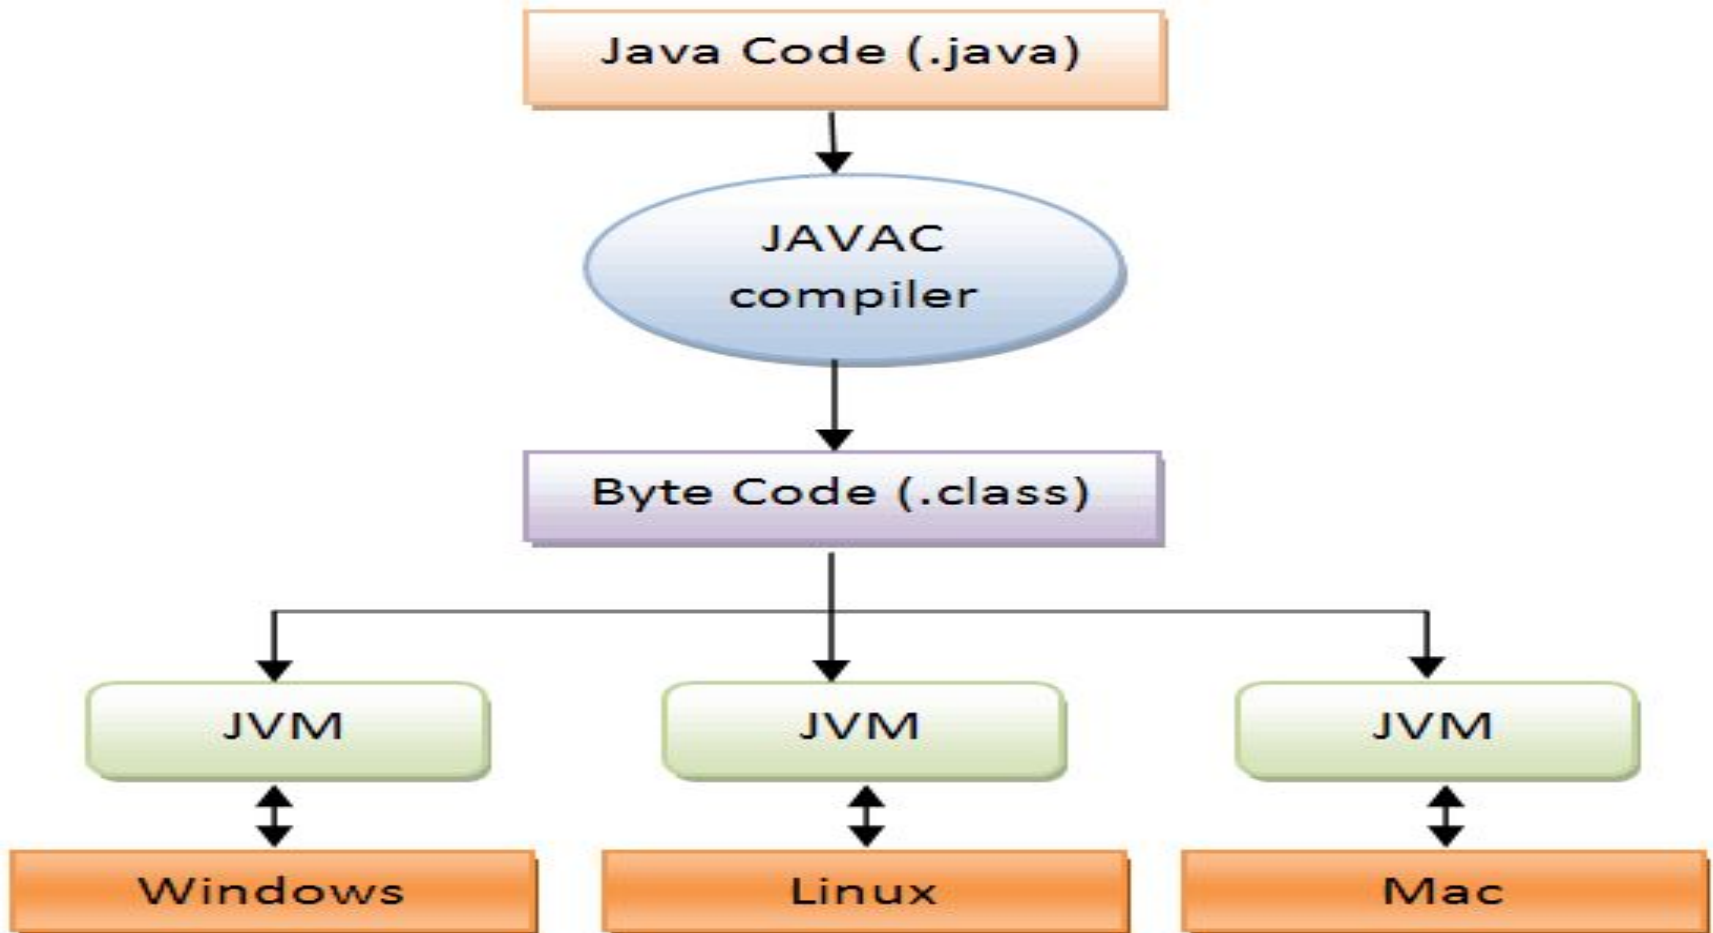 Java Code (.java)
JAVAC
compiler
Byte Code (.class)
JVM
JVM
JVM
Windows
Linux
Mac